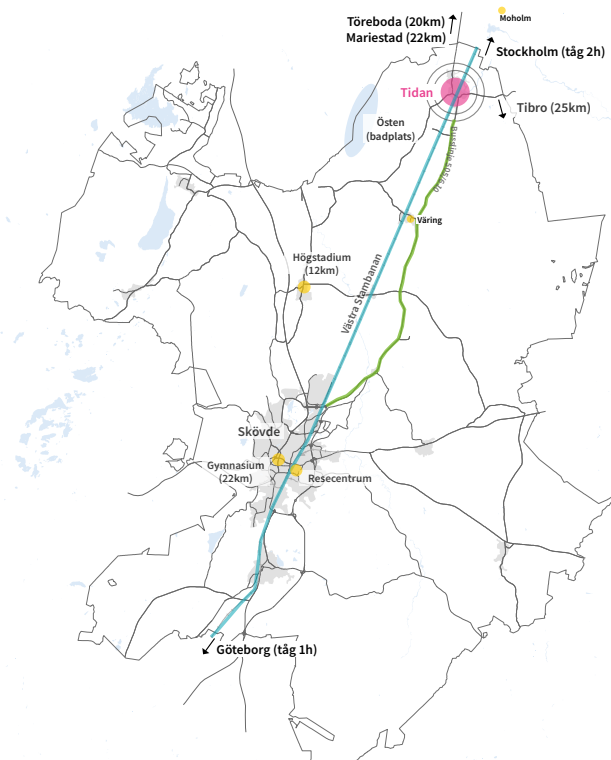 Moholm
Töreboda (20km)
Mariestad (22km)
Stockholm (tåg 2h)
Tidan
Tibro (25km)
Östen
(badplats)
Väring
Högstadium
(12km)
Västra Stambanan
Skövde
Gymnasium
(22km)
Resecentrum
Göteborg (tåg 1h)